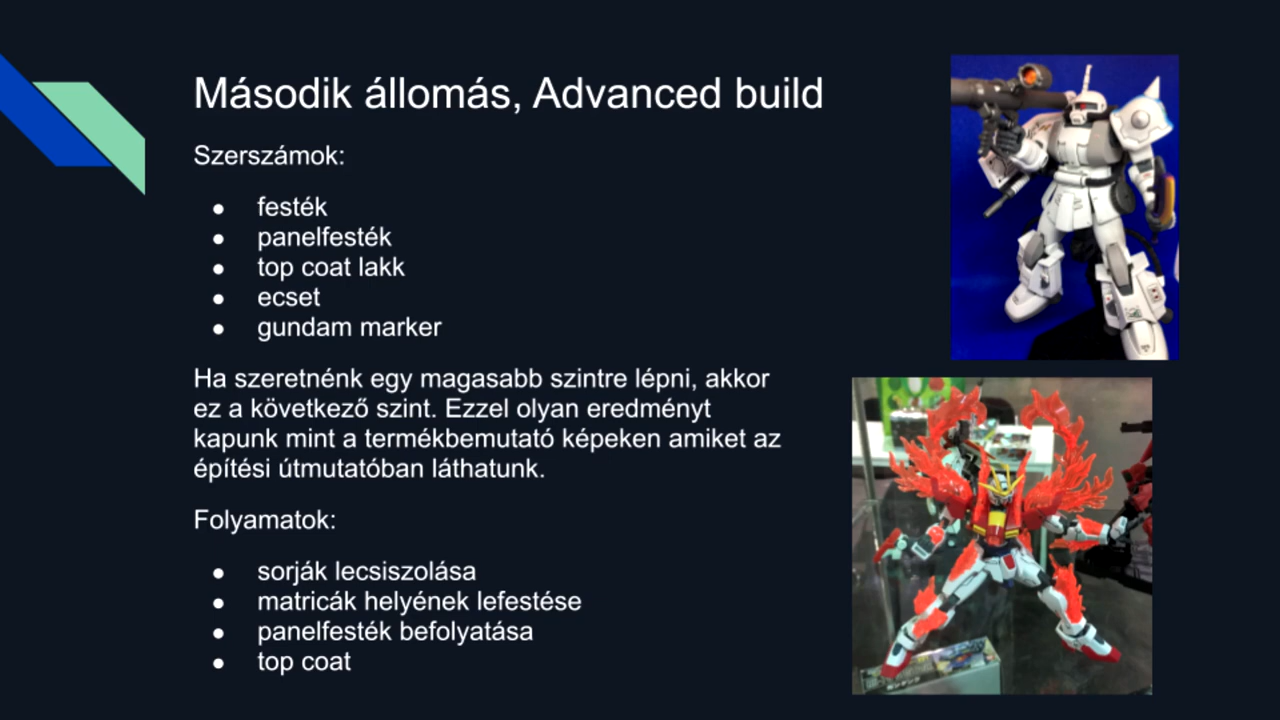 Második állomás, Advanced build
Szerszámok:
● festék
● panelfesték
● top coat lakk
● ecset
● gundam marker
Ha szeretnénk egy magasabb szintre lépni, akkor
ez a következő szint. Ezzel olyan eredményt
kapunk mint a termékbemutató képeken amiket az
építési útmutatóban láthatunk.
Folyamatok:
● sorják lecsiszolása
● matricák helyének lefestése
● panelfesték befolyatása
● top coat